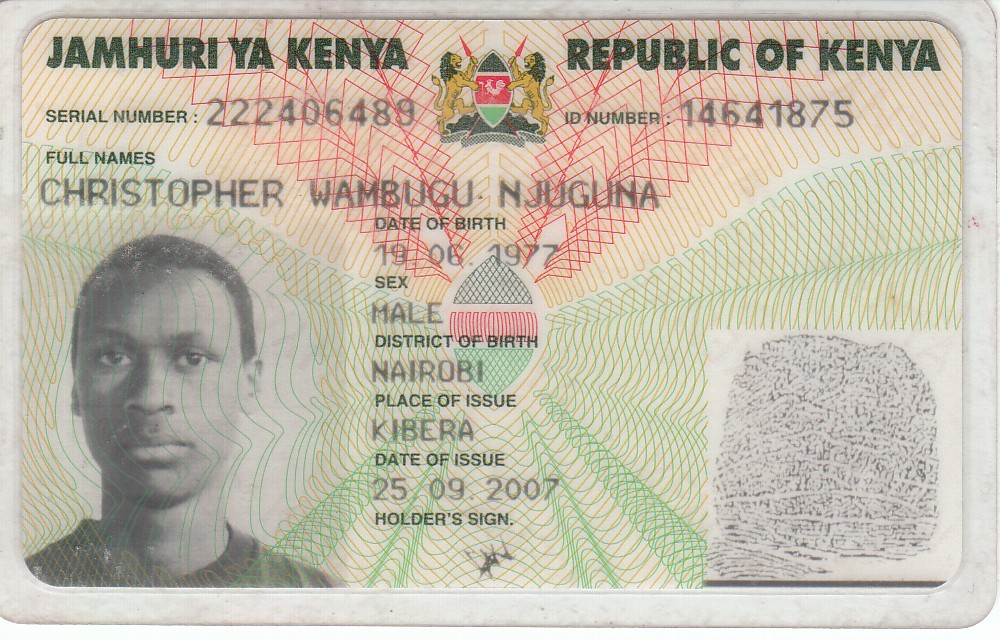 JAMHURI YA KENYA REPUBLIC OF KENYA
SERIAL NUMBER : 222406489 ID NUMBER : 14641875
FULL NAMES
CHRISTOPHER WAMBUGU NJUGUNA
DATE OF BIRTH
19. 06. 1977
SEX
MALE
DISTRICT OF BIRTH
NAIROBI
PLACE OF ISSUE
KIBERA
DATE OF ISSUE
25. 09. 2007
HOLDER'S SIGN.